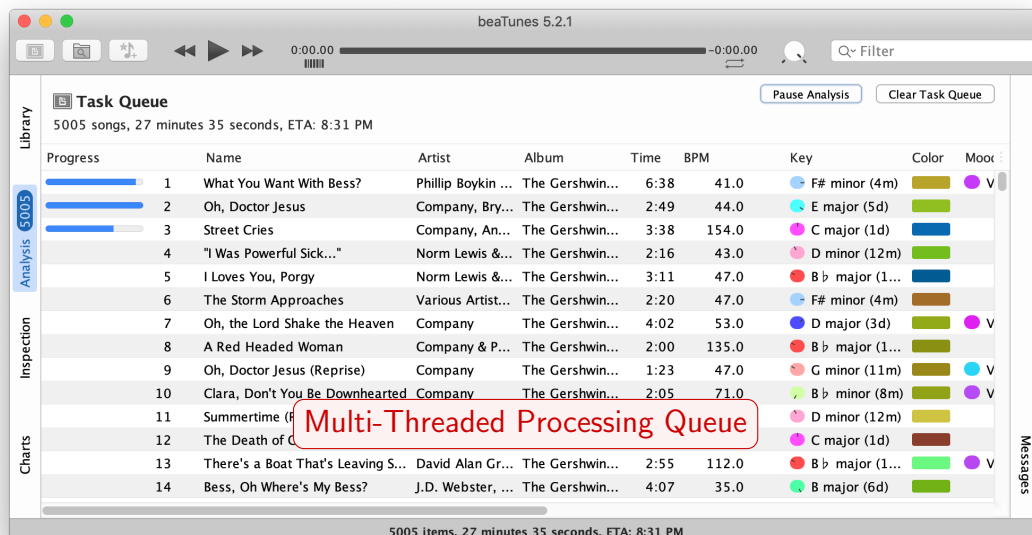 beaTunes 5.2.1
0:00.00 -0:00.00 Filter
Task Queue Pause Analysis Clear Task Queue
5005 songs, 27 minutes 35 seconds, ETA: 8:31 PM
Library
Analysis 5005
Inspection
Charts
Messages
Progress Name Artist Album Time BPM Key Color Mood
1 What You Want With Bess? Phillip Boykin ... The Gershwin... 6:38 41.0 F# minor (4m) V
2 Oh, Doctor Jesus Company, Bry... The Gershwin... 2:49 44.0 E major (5d)
3 Street Cries Company, An... The Gershwin... 3:38 154.0 C major (1d)
4 "I Was Powerful Sick..." Norm Lewis &... The Gershwin... 2:16 43.0 D minor (12m)
5 I Loves You, Porgy Norm Lewis &... The Gershwin... 3:11 47.0 B♭ major (1...
6 The Storm Approaches Various Artist... The Gershwin... 2:20 47.0 F# minor (4m)
7 Oh, the Lord Shake the Heaven Company The Gershwin... 4:02 53.0 D major (3d) V
8 A Red Headed Woman Company & P... The Gershwin... 2:00 135.0 B♭ major (1...
9 Oh, Doctor Jesus (Reprise) Company The Gershwin... 1:23 47.0 G minor (11m) V
10 Clara, Don't You Be Downhearted Company The Gershwin... 2:05 71.0 B♭ minor (8m) V
11 Summertime ( D minor (12m)
12 The Death of C major (1d)
Multi-Threaded Processing Queue
13 There's a Boat That's Leaving S... David Alan Gr... The Gershwin... 2:55 112.0 B♭ major (1... V
14 Bess, Oh Where's My Bess? J.D. Webster, ... The Gershwin... 4:07 35.0 B major (6d)
5005 items, 27 minutes 35 seconds, ETA: 8:31 PM